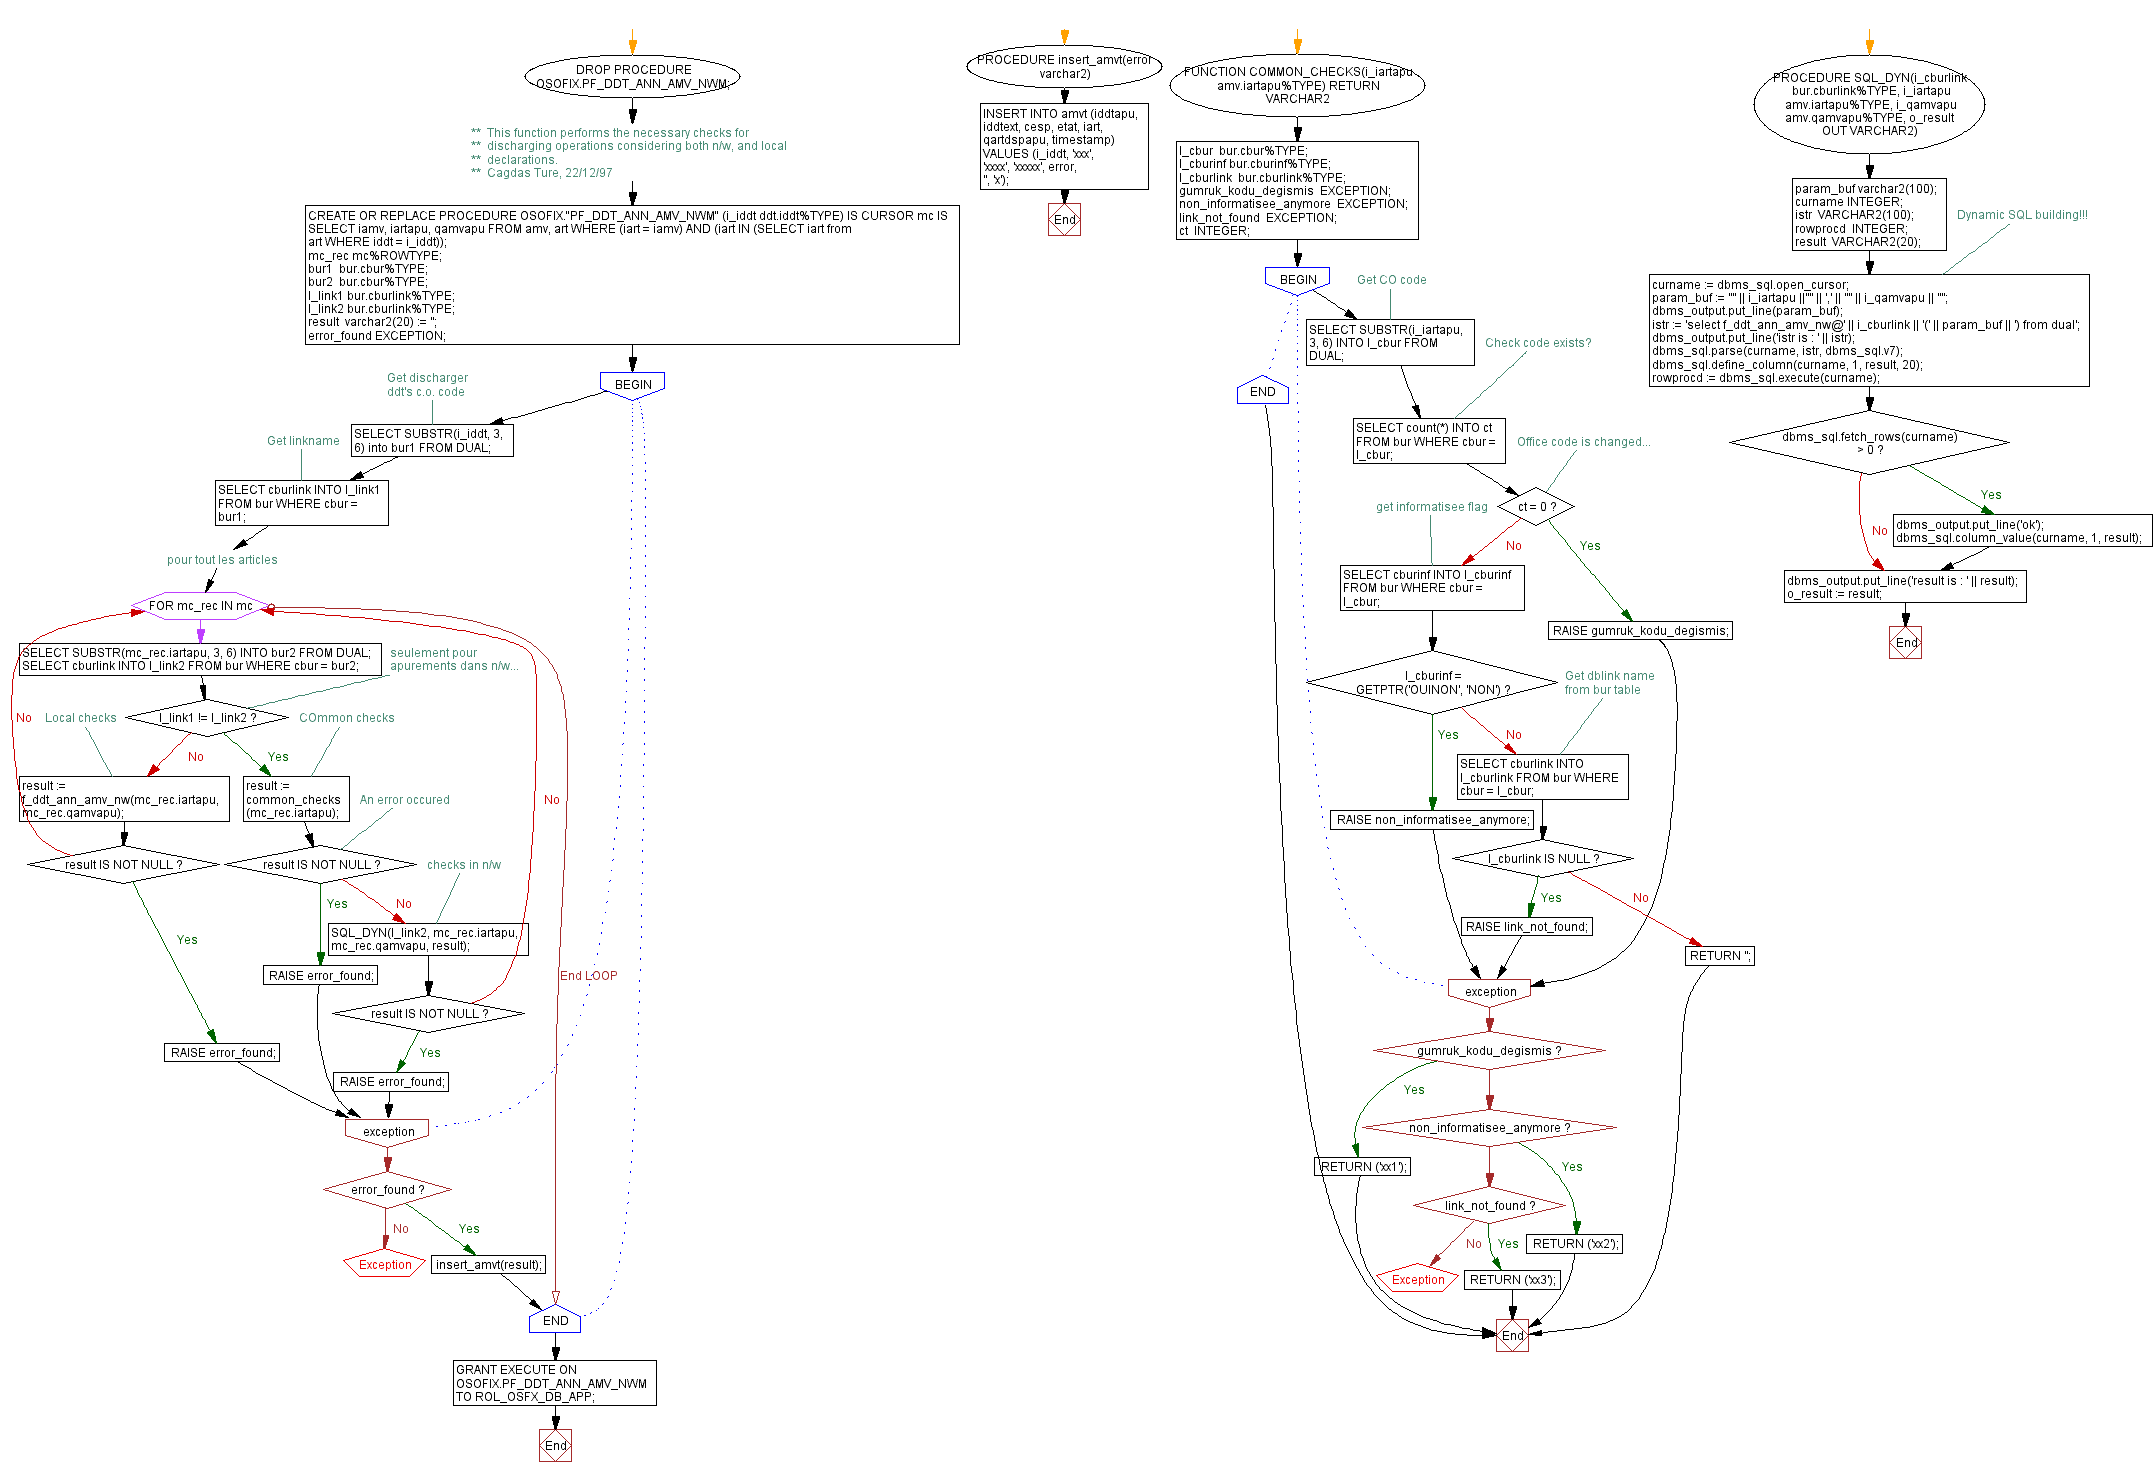 DROP PROCEDURE
OSOFIX.PF_DDT_ANN_AMV_NWM;
** This function performs the necessary checks for
** discharging operations considering both n/w, and local
** declarations.
** Cagdas Ture, 22/12/97
CREATE OR REPLACE PROCEDURE OSOFIX."PF_DDT_ANN_AMV_NWM" (i_iddt ddt.iddt%TYPE) IS CURSOR mc IS
SELECT iamv, iartapu, qamvapu FROM amv, art WHERE (iart = iamv) AND (iart IN (SELECT iart from
art WHERE iddt = i_iddt));
mc_rec mc%ROWTYPE;
bur1 bur.cbur%TYPE;
bur2 bur.cbur%TYPE;
l_link1 bur.cburlink%TYPE;
l_link2 bur.cburlink%TYPE;
result varchar2(20) := '';
error_found EXCEPTION;
BEGIN
Get discharger
ddt's c.o. code
SELECT SUBSTR(i_iddt, 3,
6) into bur1 FROM DUAL;
Get linkname
SELECT cburlink INTO l_link1
FROM bur WHERE cbur =
bur1;
pour tout les articles
FOR mc_rec IN mc
SELECT SUBSTR(mc_rec.iartapu, 3, 6) INTO bur2 FROM DUAL;
SELECT cburlink INTO l_link2 FROM bur WHERE cbur = bur2;
seulement pour
apurements dans n/w...
l_link1 != l_link2 ?
No
Local checks
COmmon checks
No
Yes
result :=
f_ddt_ann_amv_nw(mc_rec.iartapu,
mc_rec.qamvapu);
result :=
common_checks
(mc_rec.iartapu);
An error occured
No
result IS NOT NULL ?
result IS NOT NULL ?
checks in n/w
Yes
No
Yes
SQL_DYN(l_link2, mc_rec.iartapu,
mc_rec.qamvapu, result);
RAISE error_found;
End LOOP
result IS NOT NULL ?
Yes
RAISE error_found;
RAISE error_found;
exception
error_found ?
No
Yes
Exception
insert_amvt(result);
END
GRANT EXECUTE ON
OSOFIX.PF_DDT_ANN_AMV_NWM
TO ROL_OSFX_DB_APP;
End
PROCEDURE insert_amvt(error
varchar2)
INSERT INTO amvt (iddtapu,
iddtext, cesp, etat, iart,
qartdspapu, timestamp)
VALUES (i_iddt, 'xxx',
'xxxx', 'xxxxx', error,
'', 'x');
End
FUNCTION COMMON_CHECKS(i_iartapu
amv.iartapu%TYPE) RETURN
VARCHAR2
l_cbur bur.cbur%TYPE;
l_cburinf bur.cburinf%TYPE;
l_cburlink bur.cburlink%TYPE;
gumruk_kodu_degismis EXCEPTION;
non_informatisee_anymore EXCEPTION;
link_not_found EXCEPTION;
ct INTEGER;
BEGIN
Get CO code
SELECT SUBSTR(i_iartapu,
3, 6) INTO l_cbur FROM
DUAL;
END
Check code exists?
SELECT count(*) INTO ct
FROM bur WHERE cbur =
l_cbur;
Office code is changed...
ct = 0 ?
get informatisee flag
No
Yes
SELECT cburinf INTO l_cburinf
FROM bur WHERE cbur =
l_cbur;
RAISE gumruk_kodu_degismis;
l_cburinf =
GETPTR('OUINON', 'NON') ?
Get dblink name
from bur table
Yes
No
SELECT cburlink INTO
l_cburlink FROM bur WHERE
cbur = l_cbur;
RAISE non_informatisee_anymore;
l_cburlink IS NULL ?
Yes
No
RAISE link_not_found;
RETURN '';
exception
gumruk_kodu_degismis ?
Yes
non_informatisee_anymore ?
RETURN ('xx1');
Yes
link_not_found ?
No
Yes
RETURN ('xx2');
Exception
RETURN ('xx3');
End
PROCEDURE SQL_DYN(i_cburlink
bur.cburlink%TYPE, i_iartapu
amv.iartapu%TYPE, i_qamvapu
amv.qamvapu%TYPE, o_result
OUT VARCHAR2)
param_buf varchar2(100);
curname INTEGER;
istr VARCHAR2(100);
rowprocd INTEGER;
result VARCHAR2(20);
Dynamic SQL building!!!
curname := dbms_sql.open_cursor;
param_buf := '''' || i_iartapu ||'''' || ',' || '''' || i_qamvapu || '''';
dbms_output.put_line(param_buf);
istr := 'select f_ddt_ann_amv_nw@' || i_cburlink || '(' || param_buf || ') from dual';
dbms_output.put_line('istr is : ' || istr);
dbms_sql.parse(curname, istr, dbms_sql.v7);
dbms_sql.define_column(curname, 1, result, 20);
rowprocd := dbms_sql.execute(curname);
dbms_sql.fetch_rows(curname)
> 0 ?
Yes
No
dbms_output.put_line('ok');
dbms_sql.column_value(curname, 1, result);
dbms_output.put_line('result is : ' || result);
o_result := result;
End